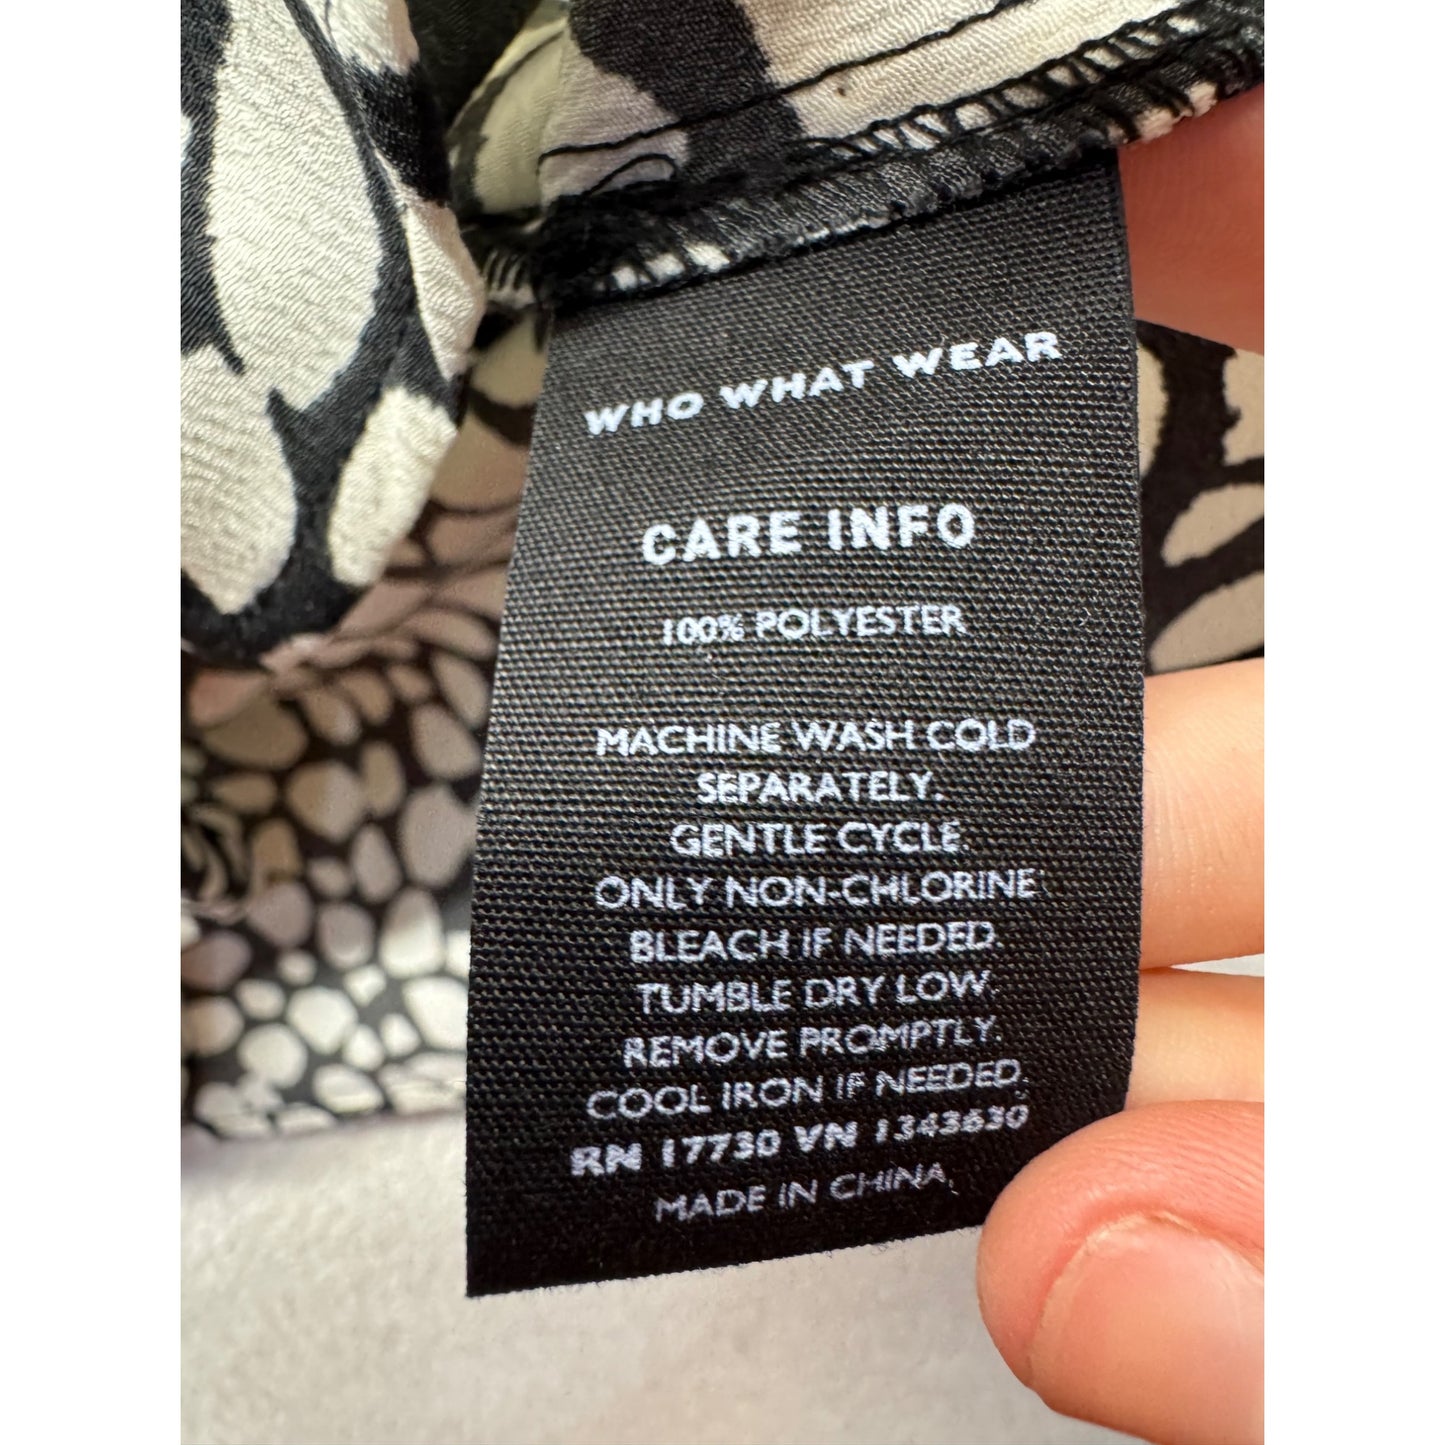 WHO WHAT WEAR
CARE INFO
100% POLYESTER
MACHINE WASH COLD
SEPARATELY.
GENTLE CYCLE.
ONLY NON-CHLORINE
BLEACH IF NEEDED.
TUMBLE DRY LOW.
REMOVE PROMPTLY.
COOL IRON IF NEEDED.
RN 17730 VN 1343630
MADE IN CHINA